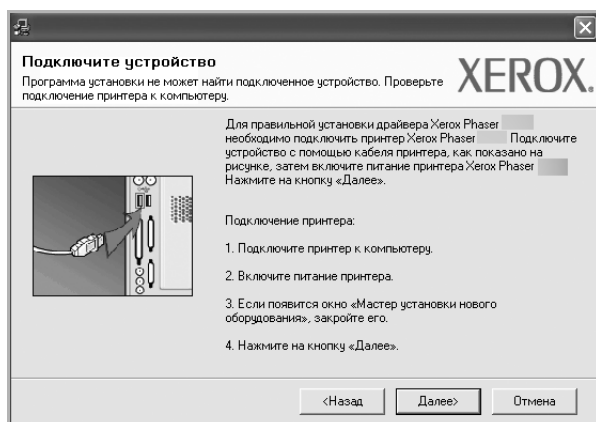 Подключите устройство
Программа установки не может найти подключенное устройство. Проверьте
подключение принтера к компьютеру.
XEROX.
Для правильной установки драйвера Xerox Phaser
необходимо подключить принтер Xerox Phaser Подключите
устройство с помощью кабеля принтера, как показано на
рисунке, затем включите питание принтера Xerox Phaser
Нажмите на кнопку «Далее».
Подключение принтера:
1. Подключите принтер к компьютеру.
2. Включите питание принтера.
3. Если появится окно «Мастер установки нового
оборудования», закройте его.
4. Нажмите на кнопку «Далее».
<Назад
Далее>
Отмена